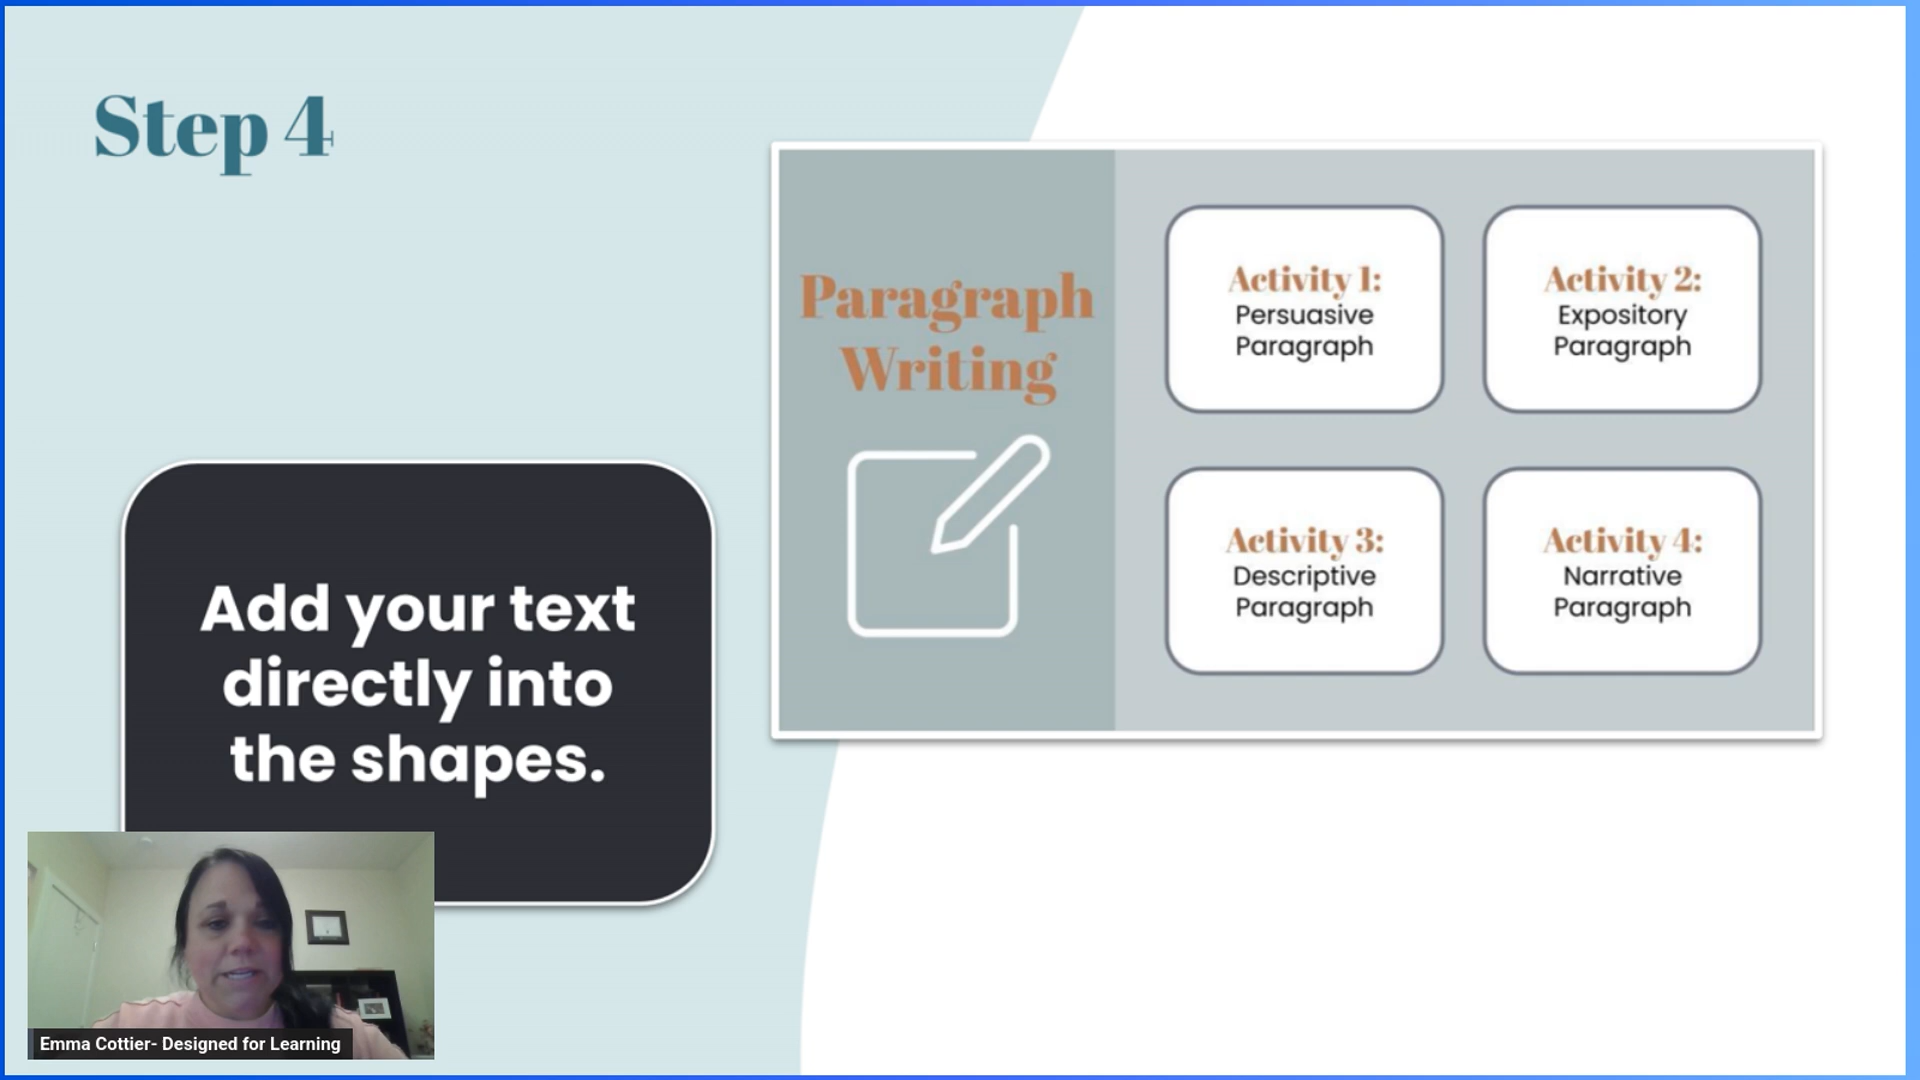 Step 4
Add your text
directly into
the shapes.
Paragraph
Writing
Activity 1:
Persuasive
Paragraph
Activity 2:
Expository
Paragraph
Activity 3:
Descriptive
Paragraph
Activity 4:
Narrative
Paragraph
Emma Cottier- Designed for Learning